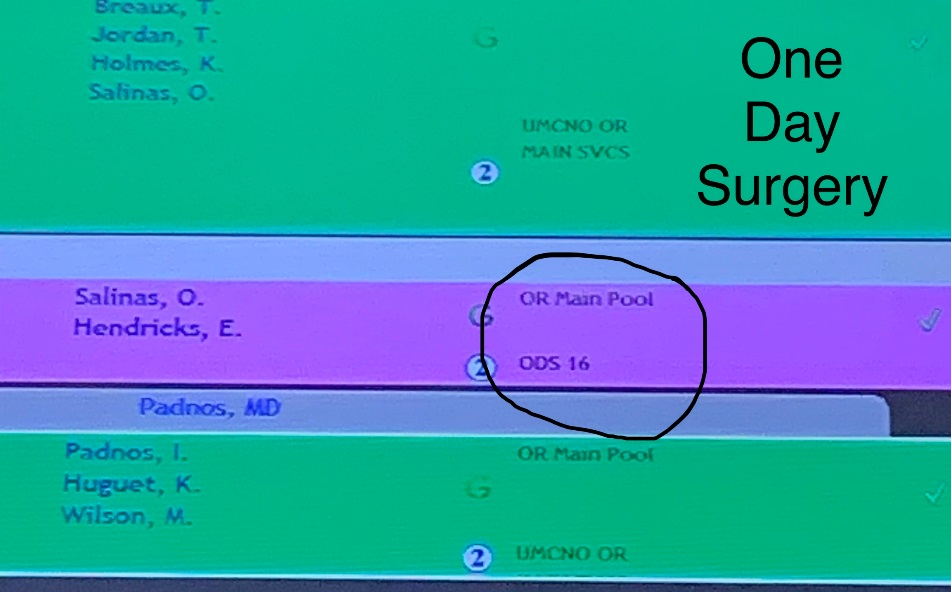 Breaux, T.
Jordan, T.
G
Holmes, K.
Salinas, O.
One
Day
Surgery
UMCNO OR
MAIN SVCS
2
Salinas, O.
Hendricks, E.
G
OR Main Pool
2
ODS 16
Padnos, MD
Padnos, I.
Huguet, K.
Wilson, M.
G
OR Main Pool
2
UMCNO OR